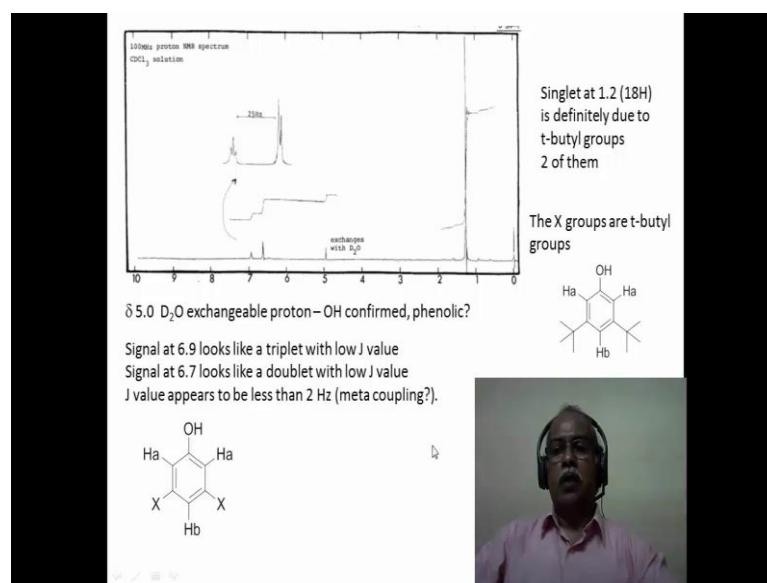 100MHz proton NMR spectrum
CDCl3 solution
25Hz
exchanges
with D2O
10 9 8 7 6 5 4 3 2 1 0
Singlet at 1.2 (18H)
is definitely due to
t-butyl groups
2 of them
The X groups are t-butyl
groups
OH
Ha Ha
Hb
δ 5.0 D2O exchangeable proton – OH confirmed, phenolic?
Signal at 6.9 looks like a triplet with low J value
Signal at 6.7 looks like a doublet with low J value
J value appears to be less than 2 Hz (meta coupling?).
OH
Ha Ha
X X
Hb